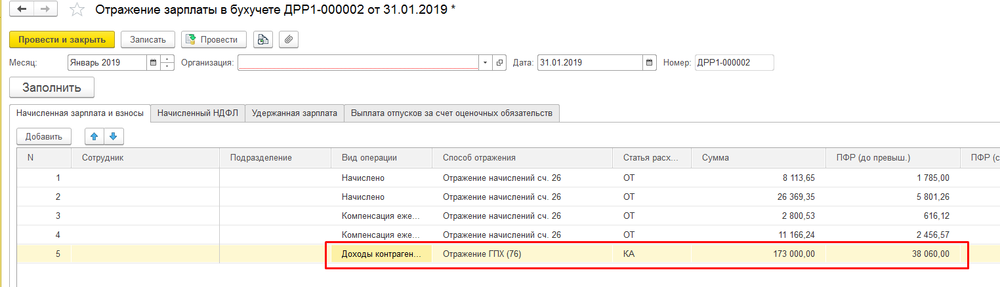 Отражение зарплаты в бухучете ДРР1-000002 от 31.01.2019 *
Провести и закрыть Записать Провести
Месяц: Январь 2019 Организация: Дата: 31.01.2019 Номер: ДРР1-000002
Заполнить
Начисленная зарплата и взносы Начисленный НДФЛ Удержанная зарплата Выплата отпусков за счет оценочных обязательств
Добавить
N Сотрудник Подразделение Вид операции Способ отражения Статья расх... Сумма ПФР (до превыш.) ПФР (с
1 Начислено Отражение начислений сч. 26 ОТ 8 113,65 1 785,00
2 Начислено Отражение начислений сч. 26 ОТ 26 369,35 5 801,26
3 Компенсация еже... Отражение начислений сч. 26 ОТ 2 800,53 616,12
4 Компенсация еже... Отражение начислений сч. 26 ОТ 11 166,24 2 456,57
5 Доходы контраген... Отражение ГПХ (76) КА 173 000,00 38 060,00